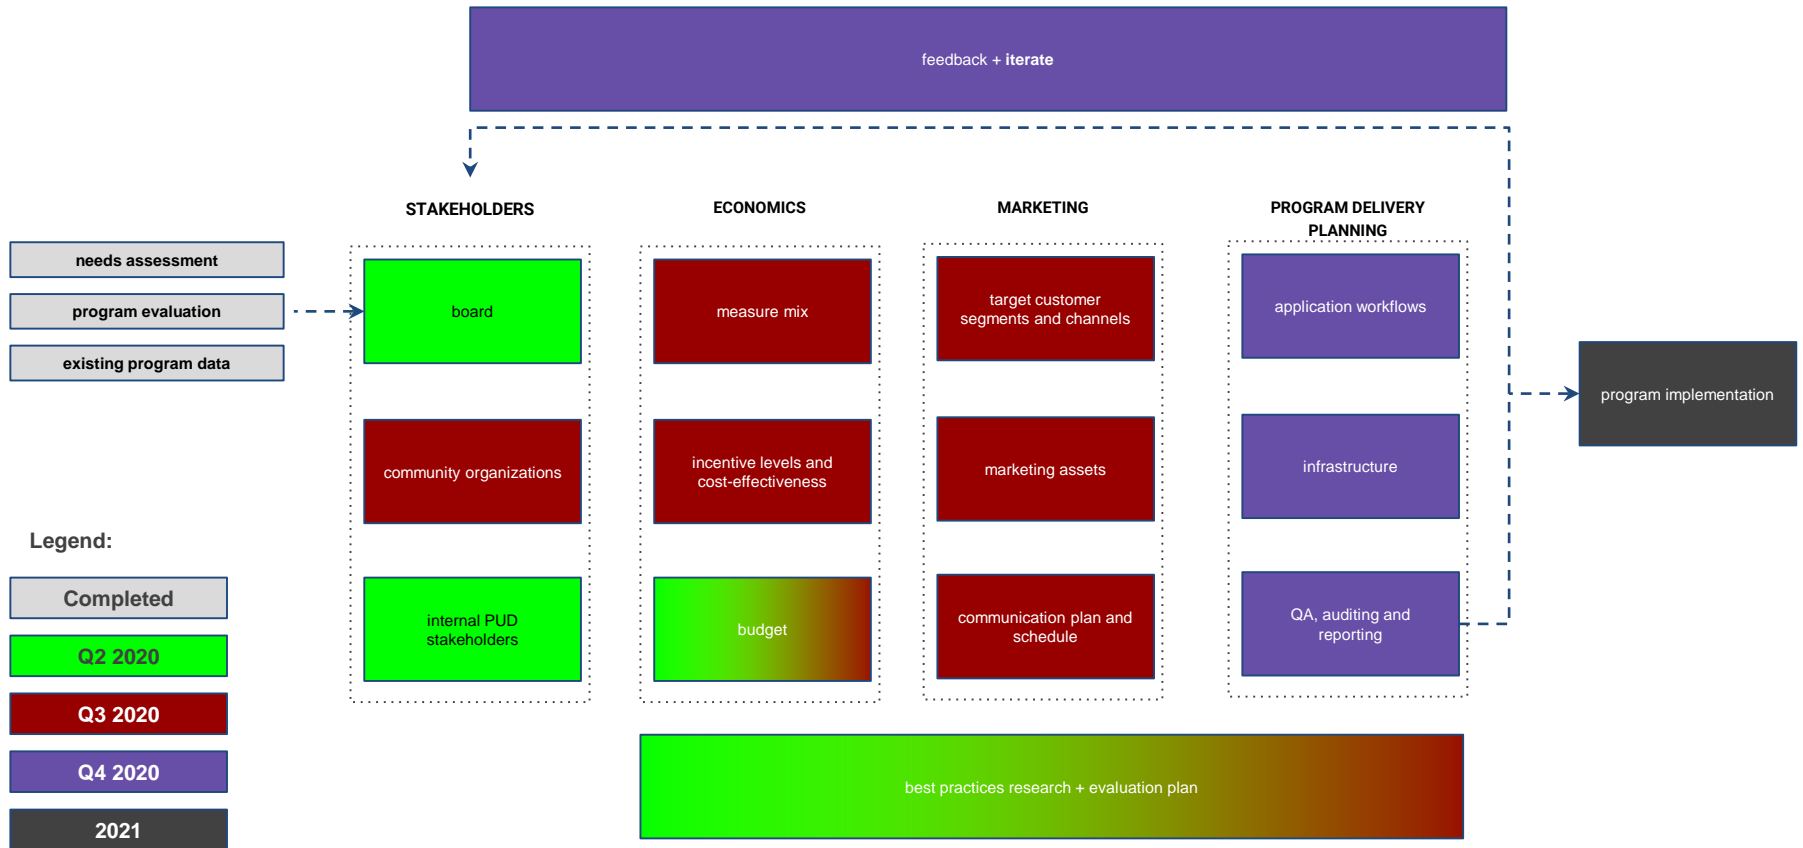 feedback + iterate
STAKEHOLDERS
ECONOMICS
MARKETING
PROGRAM DELIVERY
PLANNING
needs assessment
program evaluation
existing program data
board
measure mix
target customer
segments and channels
application workflows
program implementation
community organizations
incentive levels and
cost-effectiveness
marketing assets
infrastructure
internal PUD
stakeholders
budget
communication plan and
schedule
QA, auditing and
reporting
best practices research + evaluation plan
Legend:
Completed
Q2 2020
Q3 2020
Q4 2020
2021